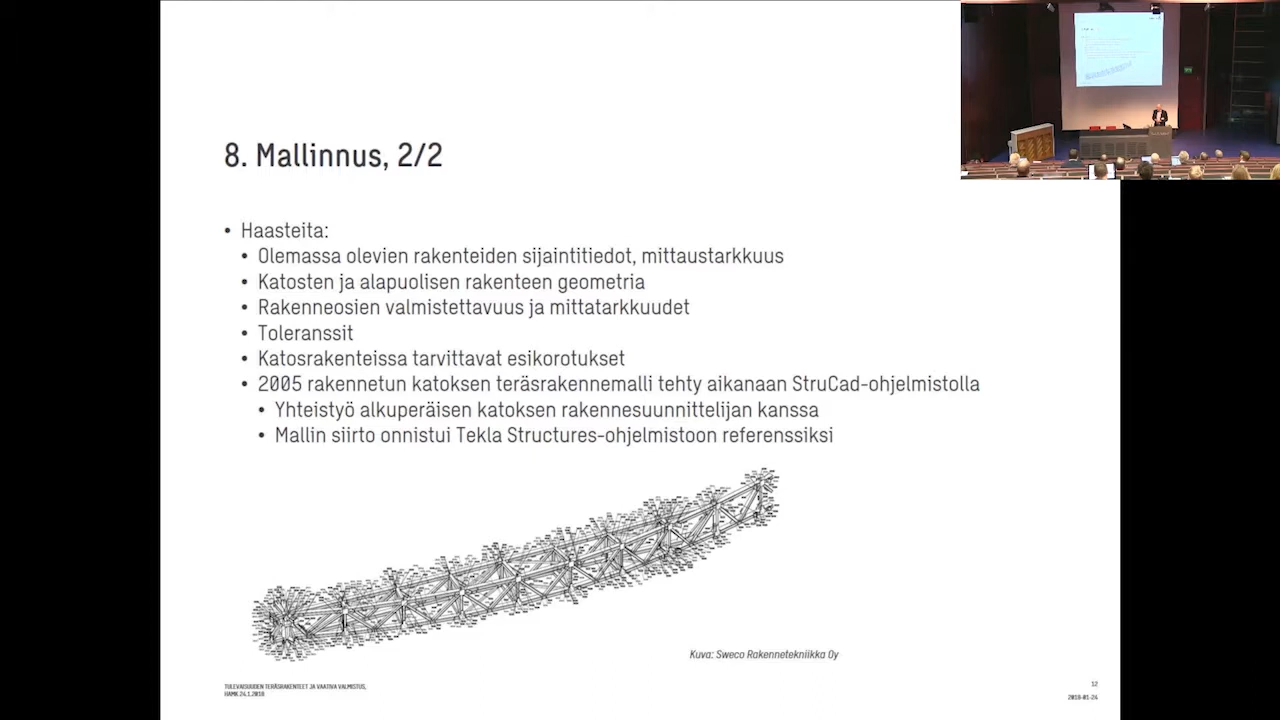 8. Mallinnus, 2/2
• Haasteita:
• Olemassa olevien rakenteiden sijaintitiedot, mittaustarkkuus
• Katosten ja alapuolisen rakenteen geometria
• Rakenneosien valmistettavuus ja mittatarkkuudet
• Toleranssit
• Katosrakenteissa tarvittavat esikorotukset
• 2005 rakennetun katoksen teräsrakennemalli tehty aikanaan StruCad-ohjelmistolla
• Yhteistyö alkuperäisen katoksen rakennesuunnittelijan kanssa
• Mallin siirto onnistui Tekla Structures-ohjelmistoon referenssiksi
Kuva: Sweco Rakennetekniikka Oy
TULEVAISUUDEN TERÄSRAKENTEET JA VAATIVA VALMISTUS,
HAMK 24.1.2018
12
2018-01-24